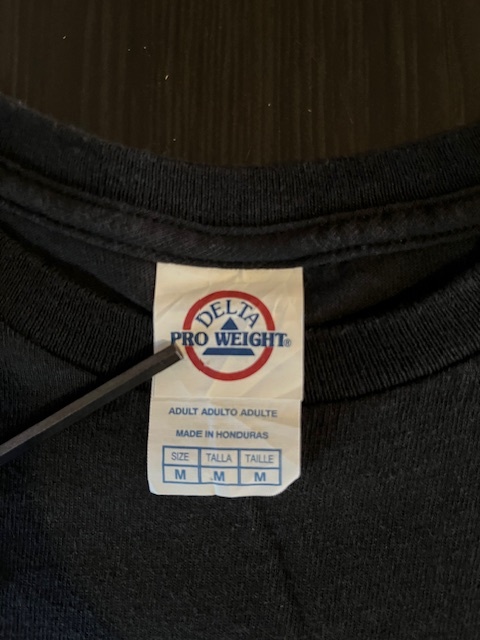 DELTA
PRO WEIGHT®
ADULT ADULTO ADULTE
MADE IN HONDURAS
SIZE TALLA TAILLE
M M M